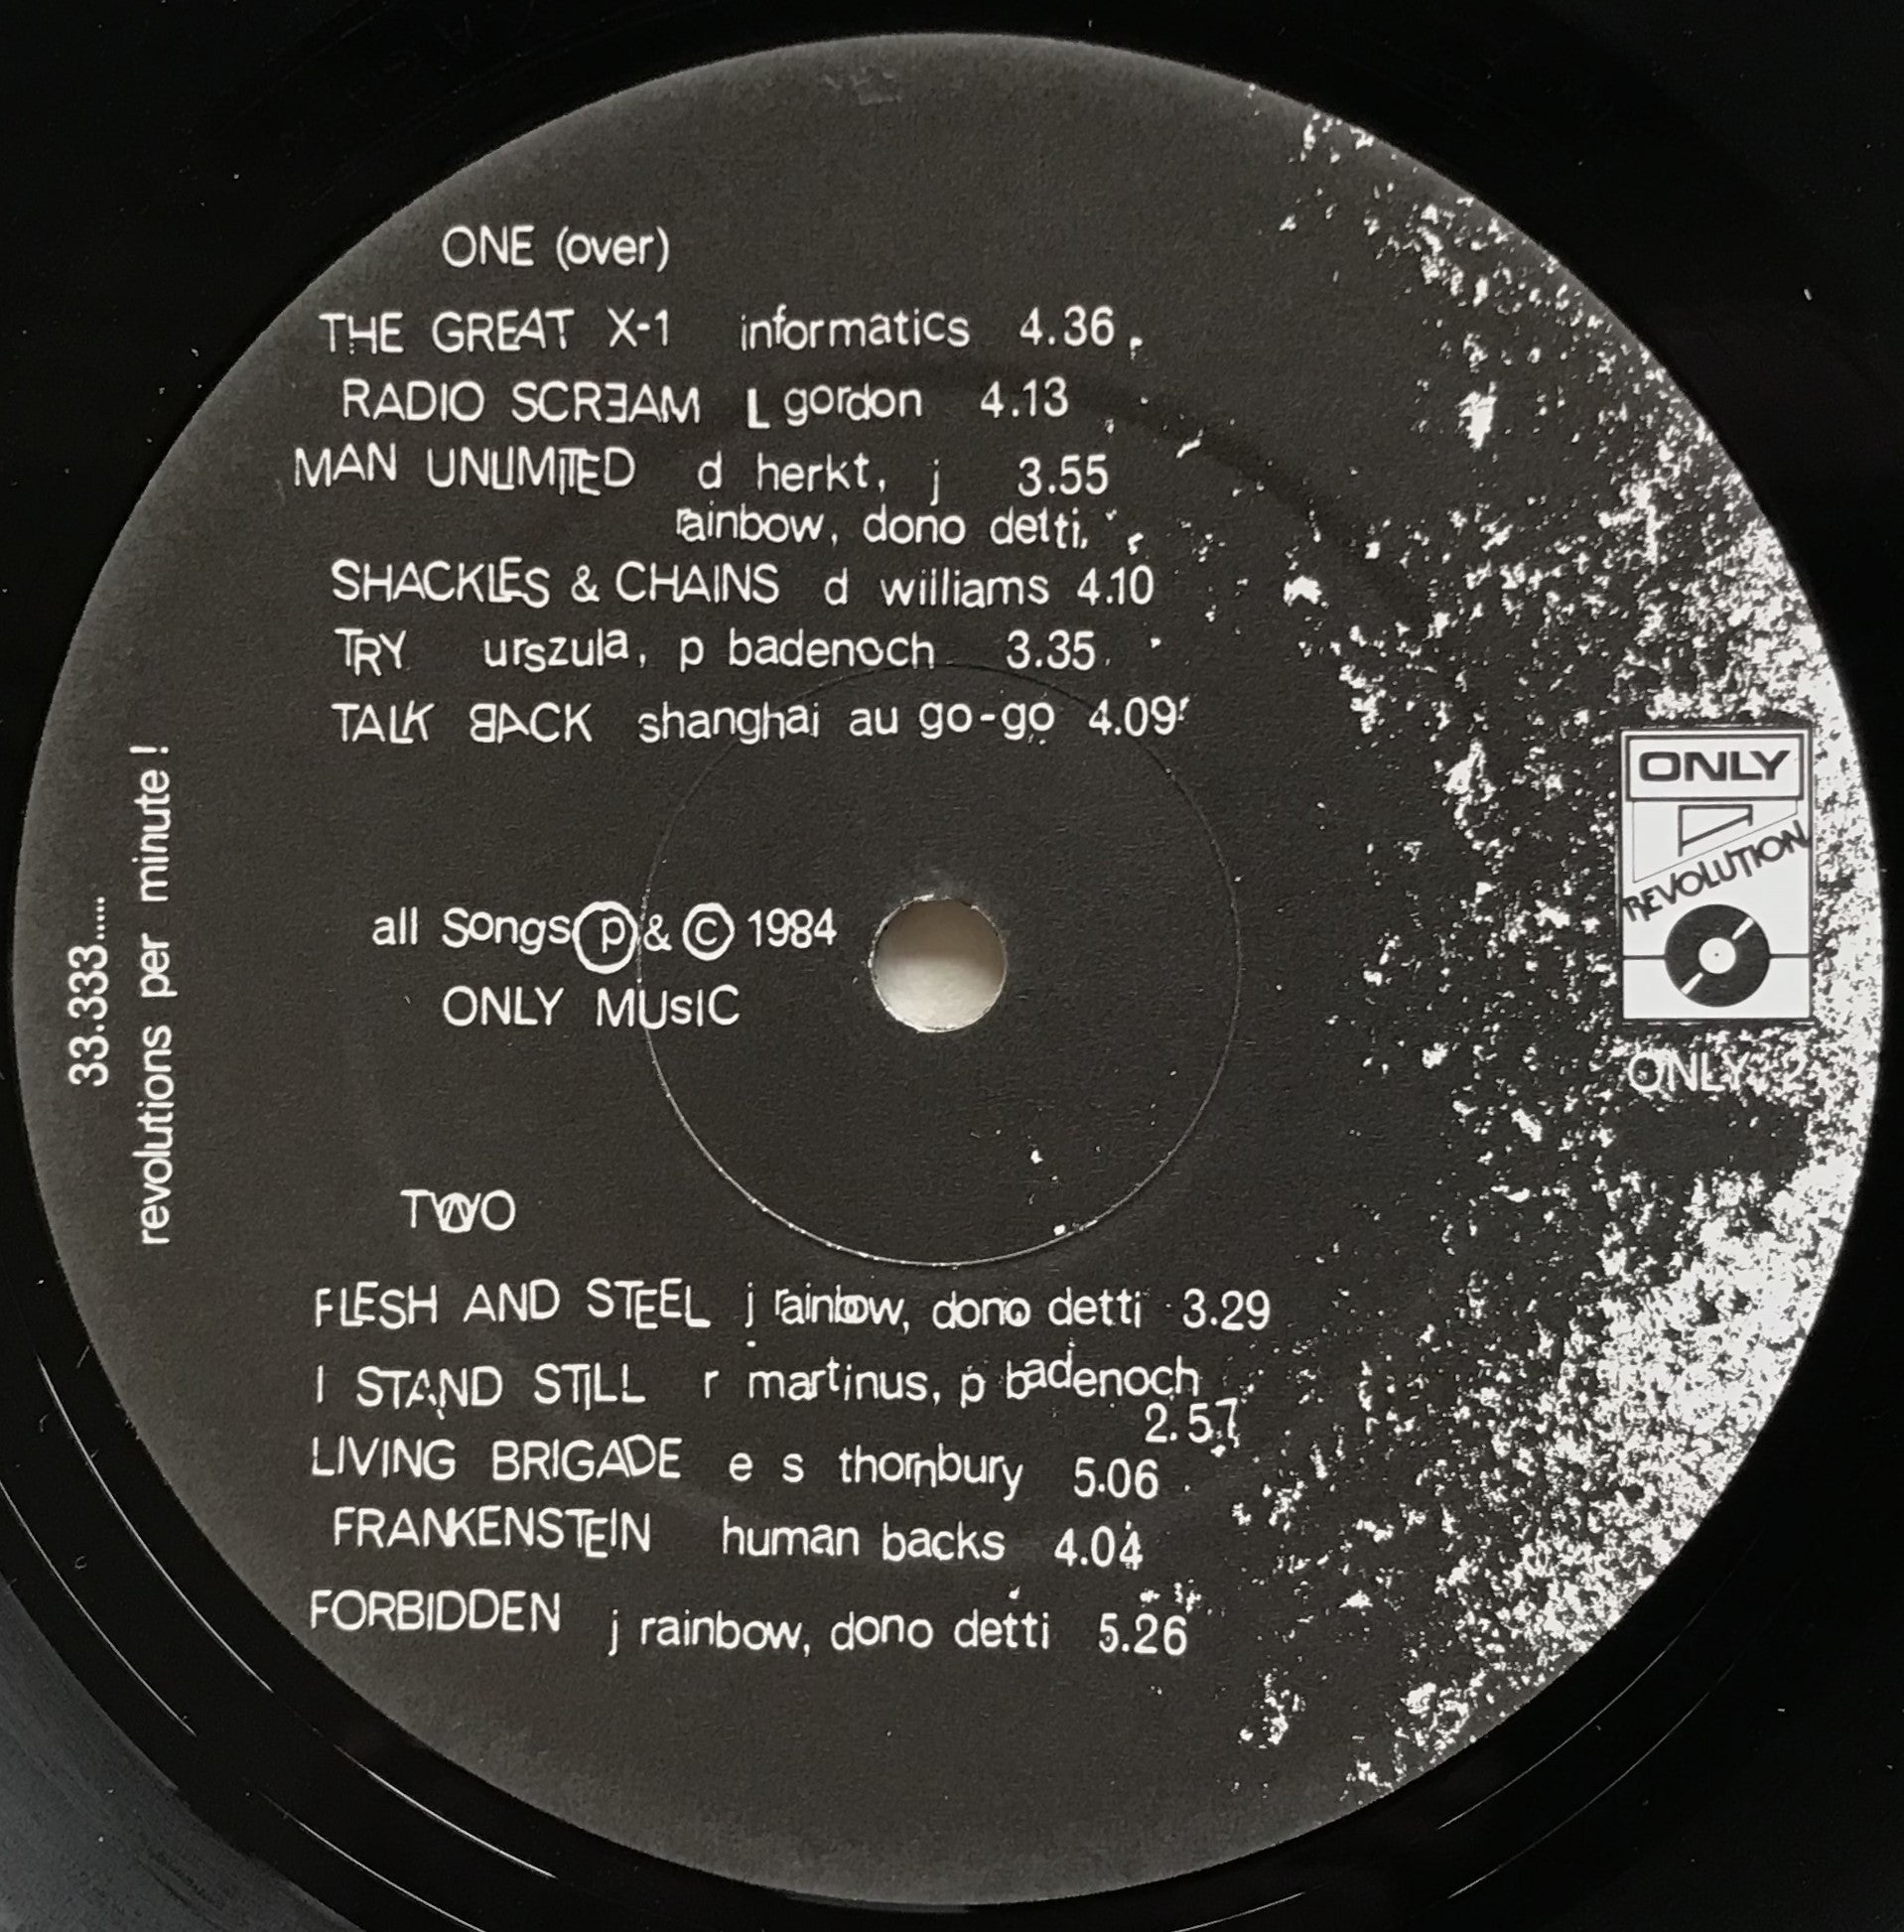 ONE (over)
THE GREAT X-1 informatics 4.36
RADIO SCREAM L gordon 4.13
MAN UNLIMITED d herkt, j 3.55
rainbow, dono detti,
SHACKLES & CHAINS d williams 4.10
TRY urszula, p badenoch 3.35
TALK BACK shanghai au go-go 4.09
33.333.....
revolutions per minute!
all Songs ℗ & © 1984
ONLY MUsIC
ONLY
A
REVOLUTION
ONLY 2
TWO
FLESH AND STEEL j rainbow, dono detti 3.29
I STAND STILL r martinus, p badenoch
2.57
LIVING BRIGADE e s thornbury 5.06
FRANKENSTEIN human backs 4.04
FORBIDDEN j rainbow, dono detti 5.26